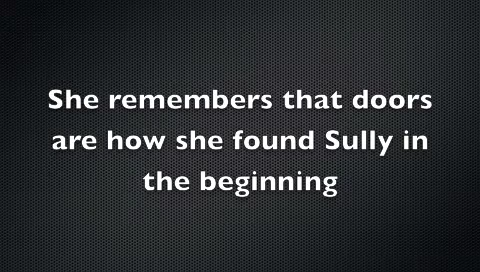 She remembers that doors
are how she found Sully in
the beginning